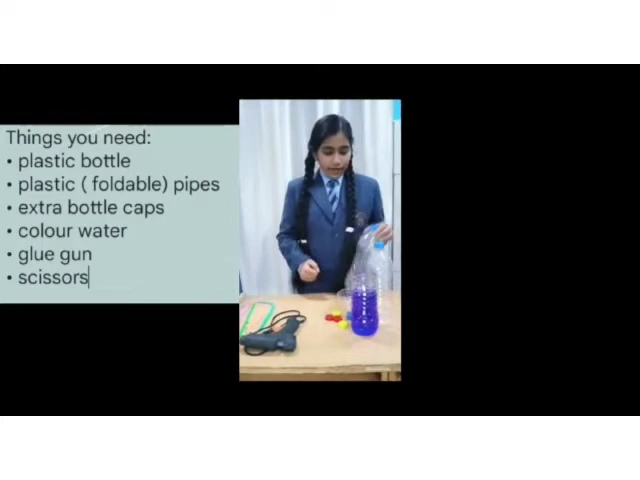 Things you need:
• plastic bottle
• plastic ( foldable) pipes
• extra bottle caps
• colour water
• glue gun
• scissors